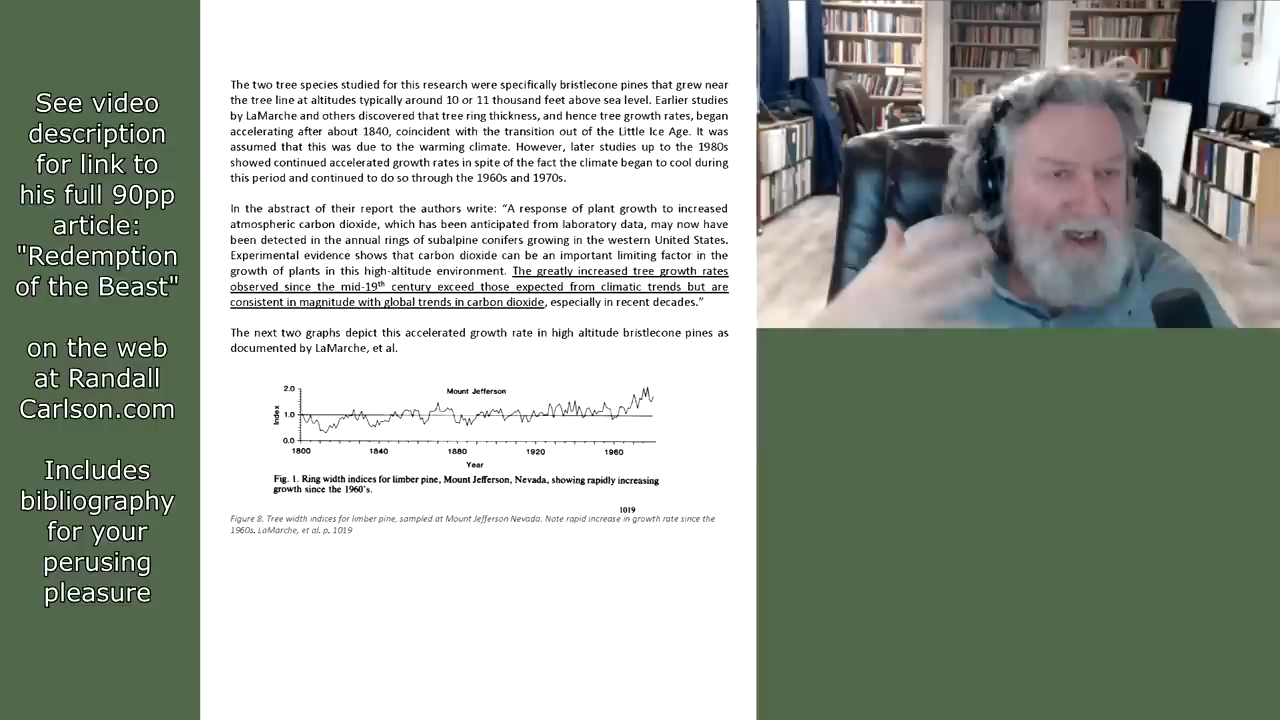 See video
description
for link to
his full 90pp
article:
"Redemption
of the Beast"
on the web
at Randall
Carlson.com
Includes
bibliography
for your
perusing
pleasure
The two tree species studied for this research were specifically bristlecone pines that grew near
the tree line at altitudes typically around 10 or 11 thousand feet above sea level. Earlier studies
by LaMarche and others discovered that tree ring thickness, and hence tree growth rates, began
accelerating after about 1840, coincident with the transition out of the Little Ice Age. It was
assumed that this was due to the warming climate. However, later studies up to the 1980s
showed continued accelerated growth rates in spite of the fact the climate began to cool during
this period and continued to do so through the 1960s and 1970s.
In the abstract of their report the authors write: “A response of plant growth to increased
atmospheric carbon dioxide, which has been anticipated from laboratory data, may now have
been detected in the annual rings of subalpine conifers growing in the western United States.
Experimental evidence shows that carbon dioxide can be an important limiting factor in the
growth of plants in this high-altitude environment. The greatly increased tree growth rates
observed since the mid-19th century exceed those expected from climatic trends but are
consistent in magnitude with global trends in carbon dioxide, especially in recent decades.”
The next two graphs depict this accelerated growth rate in high altitude bristlecone pines as
documented by LaMarche, et al.
Mount Jefferson
Index
2.0
1.0
0.0
1800 1840 1880 1920 1960
Year
Fig. 1. Ring width indices for limber pine, Mount Jefferson, Nevada, showing rapidly increasing
growth since the 1960's.
1019
Figure 8. Tree width indices for limber pine, sampled at Mount Jefferson Nevada. Note rapid increase in growth rate since the
1960s. LaMarche, et al. p. 1019